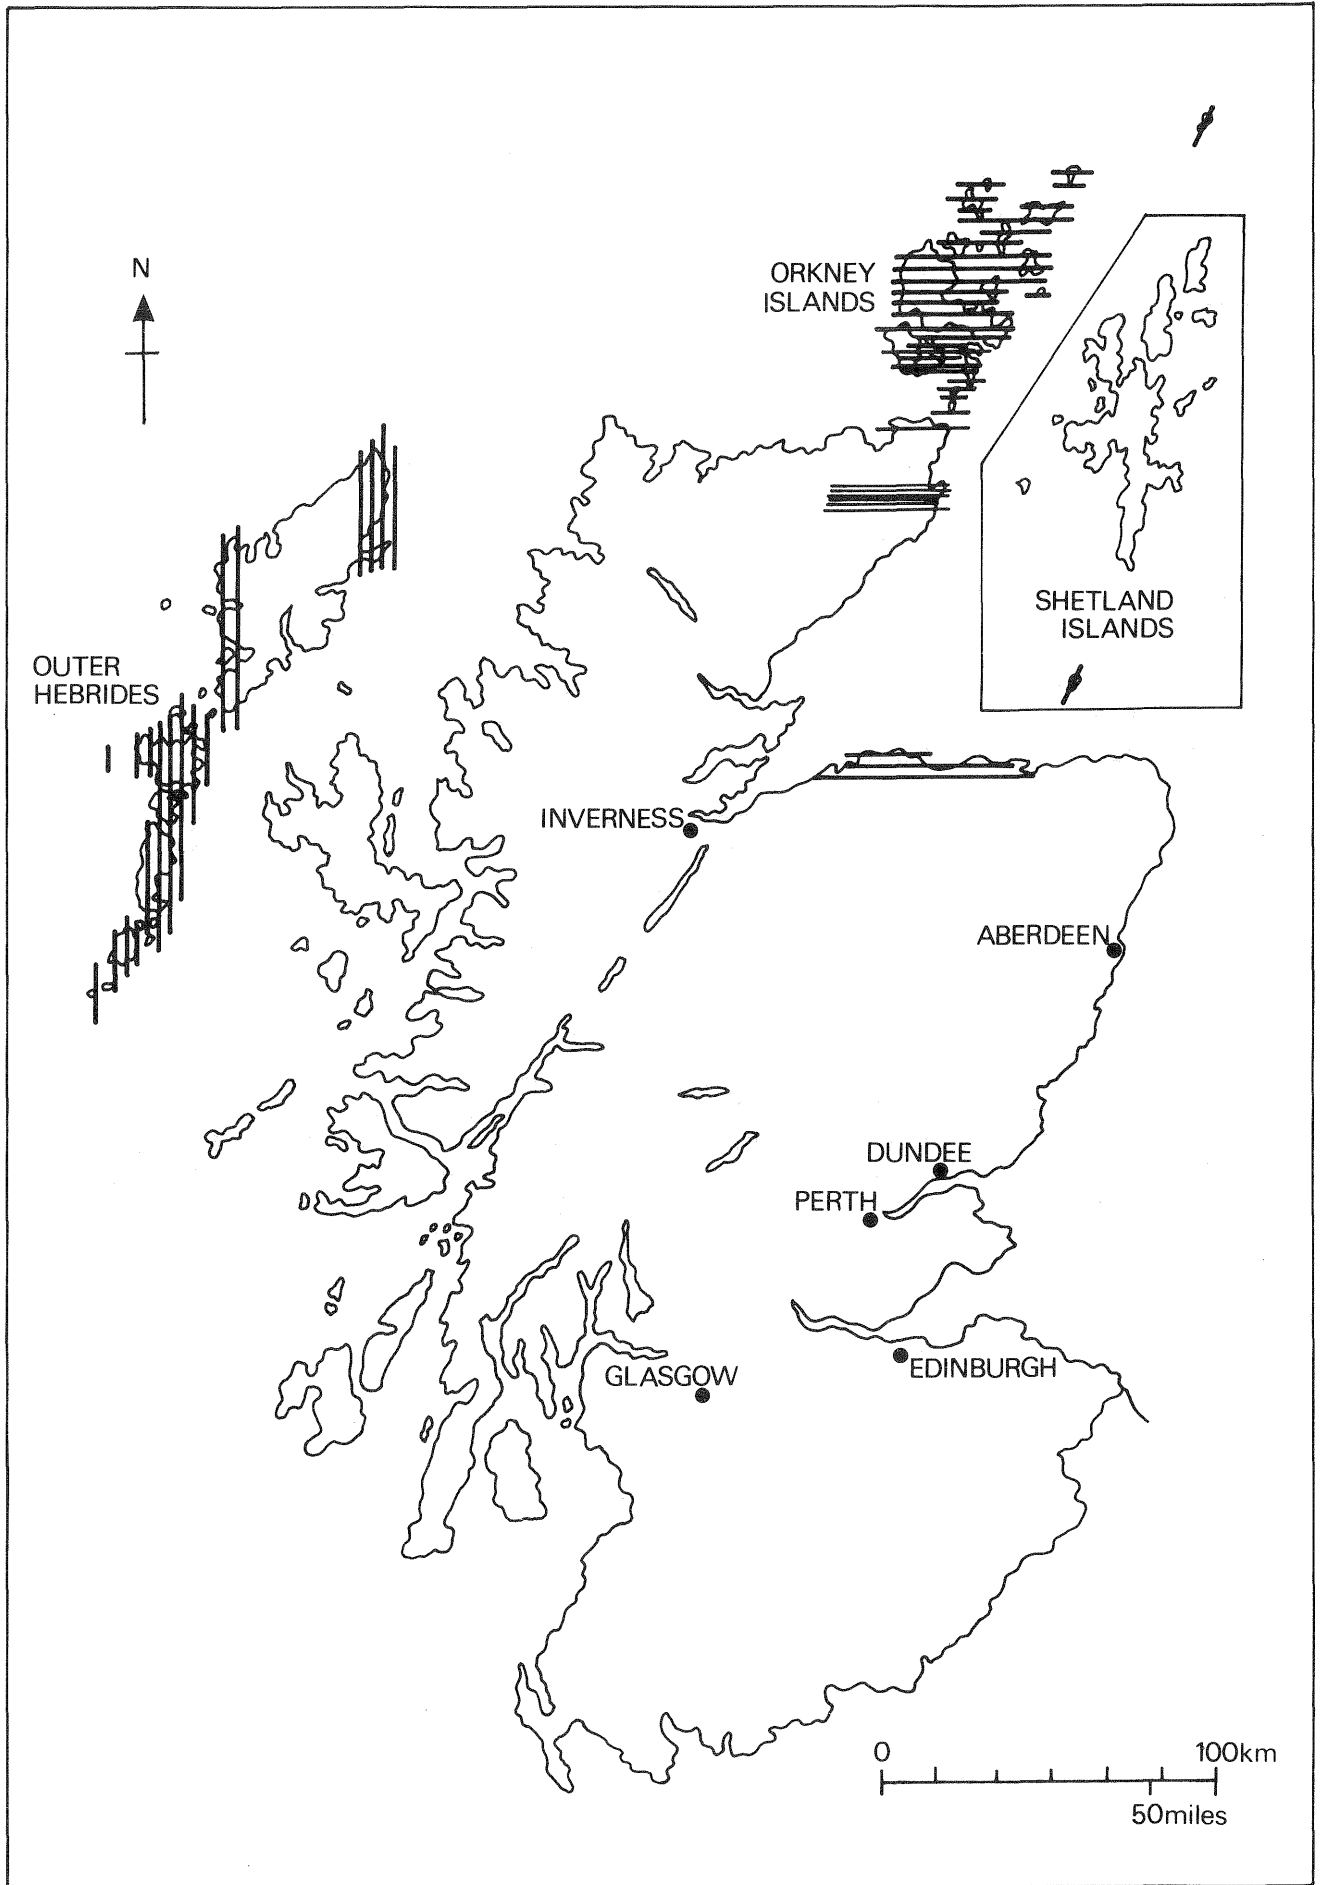 N
ORKNEY
ISLANDS
SHETLAND
ISLANDS
OUTER
HEBRIDES
INVERNESS
ABERDEEN
DUNDEE
PERTH
GLASGOW
EDINBURGH
0 100km
50miles